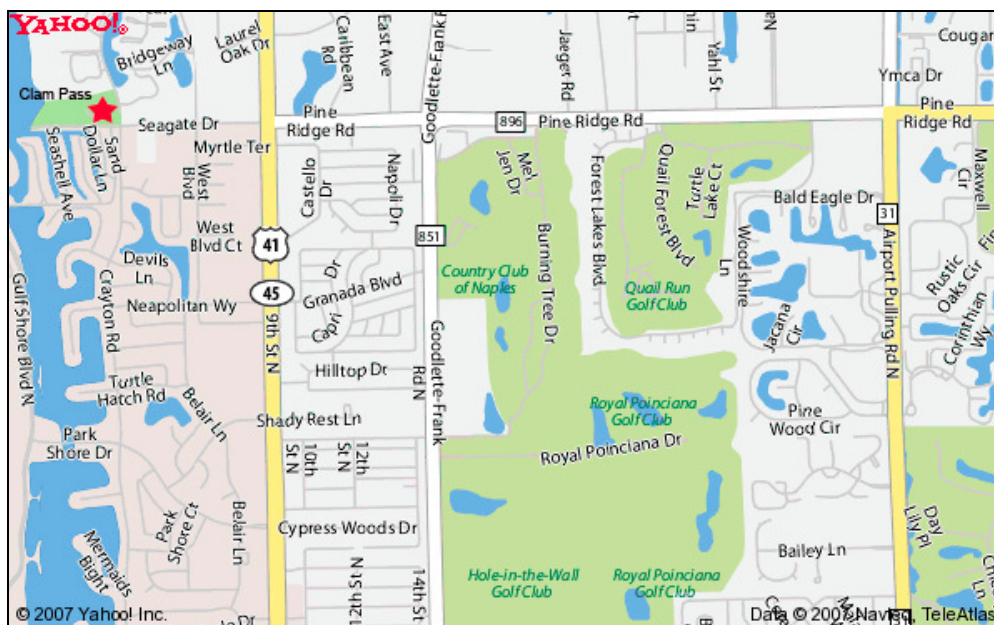 YAHOO!®
Bridgeway
Ln
Laurel
Oak Dr
Caribbean
Rd
East Ave
Goodlette-Frankf
Jaeger Rd
Yahl St
Cougar
Ymca Dr
Clam Pass
Seagate Dr
Pine
Ridge Rd
896
Pine Ridge Rd
Pine
Ridge Rd
Seashell Ave
Sand
Dollar Ln
Myrtle Ter
West
Blvd
Castello
Dr
Napoli Dr
Mel
Jen Dr
Forest Lakes Blvd
Quail Forest Blvd
Turtle
Lake Ct
Bald Eagle Dr
Maxwell
Cir
31
West
Blvd Ct
41
851
Devils
Ln
Burning Tree Dr
Woodshire
Ln
Airport Pulling Rd N
Rustic
Oaks Cir
Gulf Shore Blvd N
Crayton Rd
Neapolitan Wy
45
9th St N
Granada Blvd
Capri Dr
Country Club
of Naples
Quail Run
Golf Club
Jacana
Cir
Corinthian
Wy
Goodlette-Frank
Rd N
Turtle
Hatch Rd
Hilltop Dr
Belair Ln
Shady Rest Ln
Royal Poinciana
Golf Club
Pine
Wood Cir
Park
Shore Dr
10th
St N
12th
St N
Royal Poinciana Dr
Park
Shore Ct
Belair Ln
Cypress Woods Dr
Day
Lily Pl
Mermaids
Bight
Bailey Ln
12th St N
14th St
Hole-in-the-Wall
Golf Club
Royal Poinciana
Golf Club
Ln
© 2007 Yahoo! Inc.
Data © 2007 Navteq, TeleAtlas